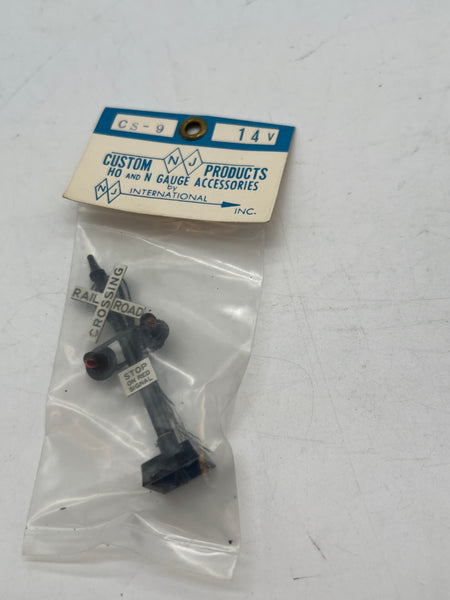 CS-9 14 V
CUSTOM NJ PRODUCTS
HO AND N GAUGE ACCESSORIES
by
NJ INTERNATIONAL INC.
RAIL ROAD
CROSSING
STOP
ON RED
SIGNAL